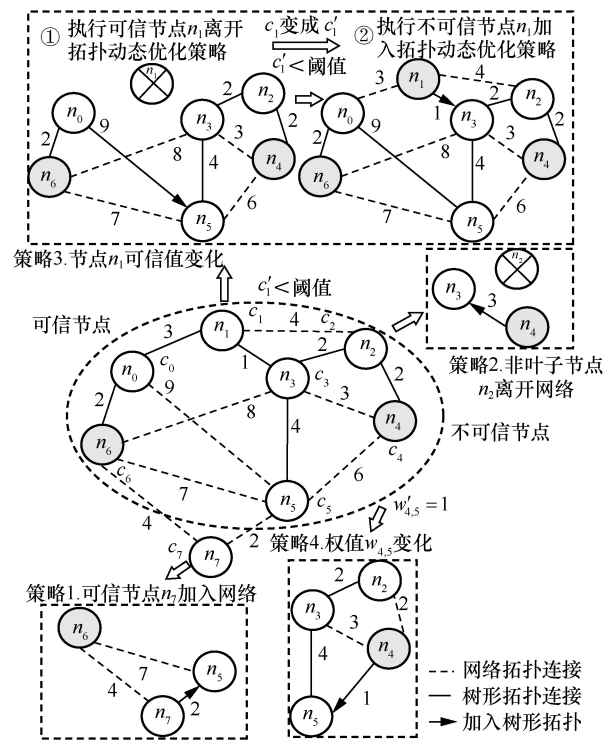 ① 执行可信节点n₁离开
拓扑动态优化策略
c₁变成 c₁′
c₁′<阈值
② 执行不可信节点n₁加
入拓扑动态优化策略
n₁
n₀
n₂
n₃
n₄
n₅
n₆
2
9
2
2
3
8
4
7
6
n₁
n₀
n₂
n₃
n₄
n₅
n₆
3
4
1
2
2
2
9
3
8
4
7
6
策略3.节点n₁可信值变化
c₁′<阈值
n₂
n₃
3
n₄
策略2.非叶子节点
n₂离开网络
可信节点
不可信节点
n₁
c₁
4
c₂
n₂
3
1
2
n₀
c₀
9
n₃
c₃
2
2
8
3
n₄
c₄
n₆
c₆
4
7
6
n₅
c₅
4
2
c₇
n₇
w′₄,₅=1
策略4.权值w₄,₅变化
策略1.可信节点n₇加入网络
n₆
7
n₅
4
2
n₇
2
n₂
n₃
2
3
n₄
4
1
n₅
网络拓扑连接
树形拓扑连接
加入树形拓扑